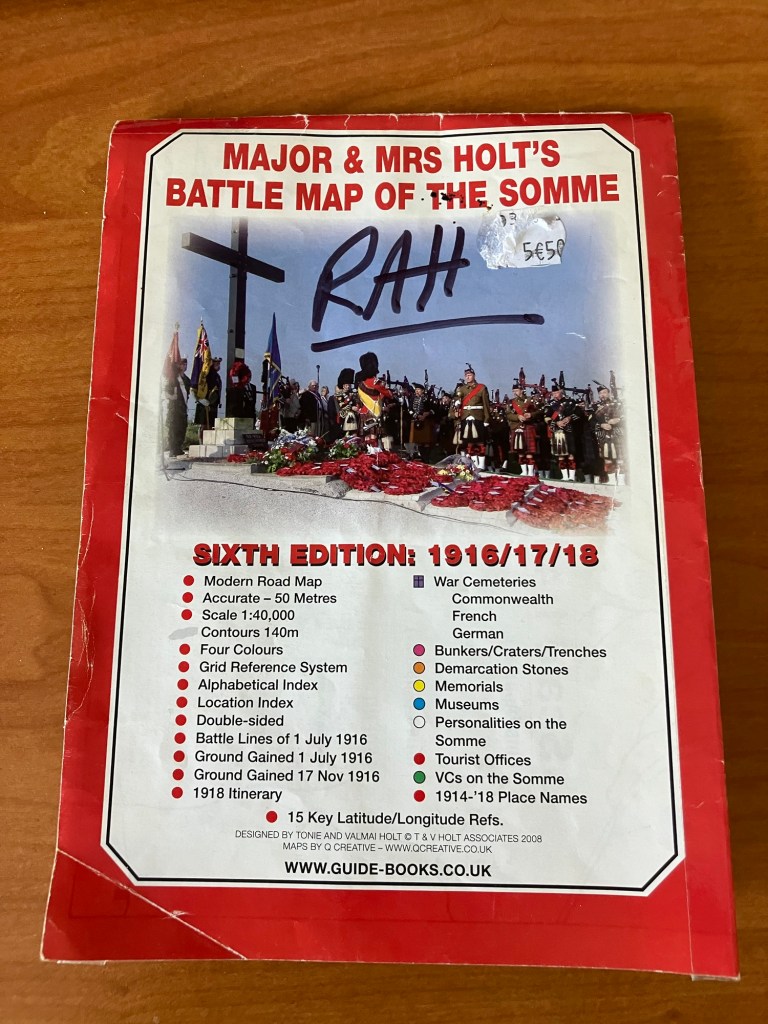 MAJOR & MRS HOLT'S
BATTLE MAP OF THE SOMME
5€50
RAH
SIXTH EDITION: 1916/17/18
Modern Road Map
Accurate – 50 Metres
Scale 1:40,000
Contours 140m
Four Colours
Grid Reference System
Alphabetical Index
Location Index
Double-sided
Battle Lines of 1 July 1916
Ground Gained 1 July 1916
Ground Gained 17 Nov 1916
1918 Itinerary
War Cemeteries
Commonwealth
French
German
Bunkers/Craters/Trenches
Demarcation Stones
Memorials
Museums
Personalities on the
Somme
Tourist Offices
VCs on the Somme
1914-'18 Place Names
15 Key Latitude/Longitude Refs.
DESIGNED BY TONIE AND VALMAI HOLT © T & V HOLT ASSOCIATES 2008
MAPS BY Q CREATIVE – WWW.QCREATIVE.CO.UK
WWW.GUIDE-BOOKS.CO.UK